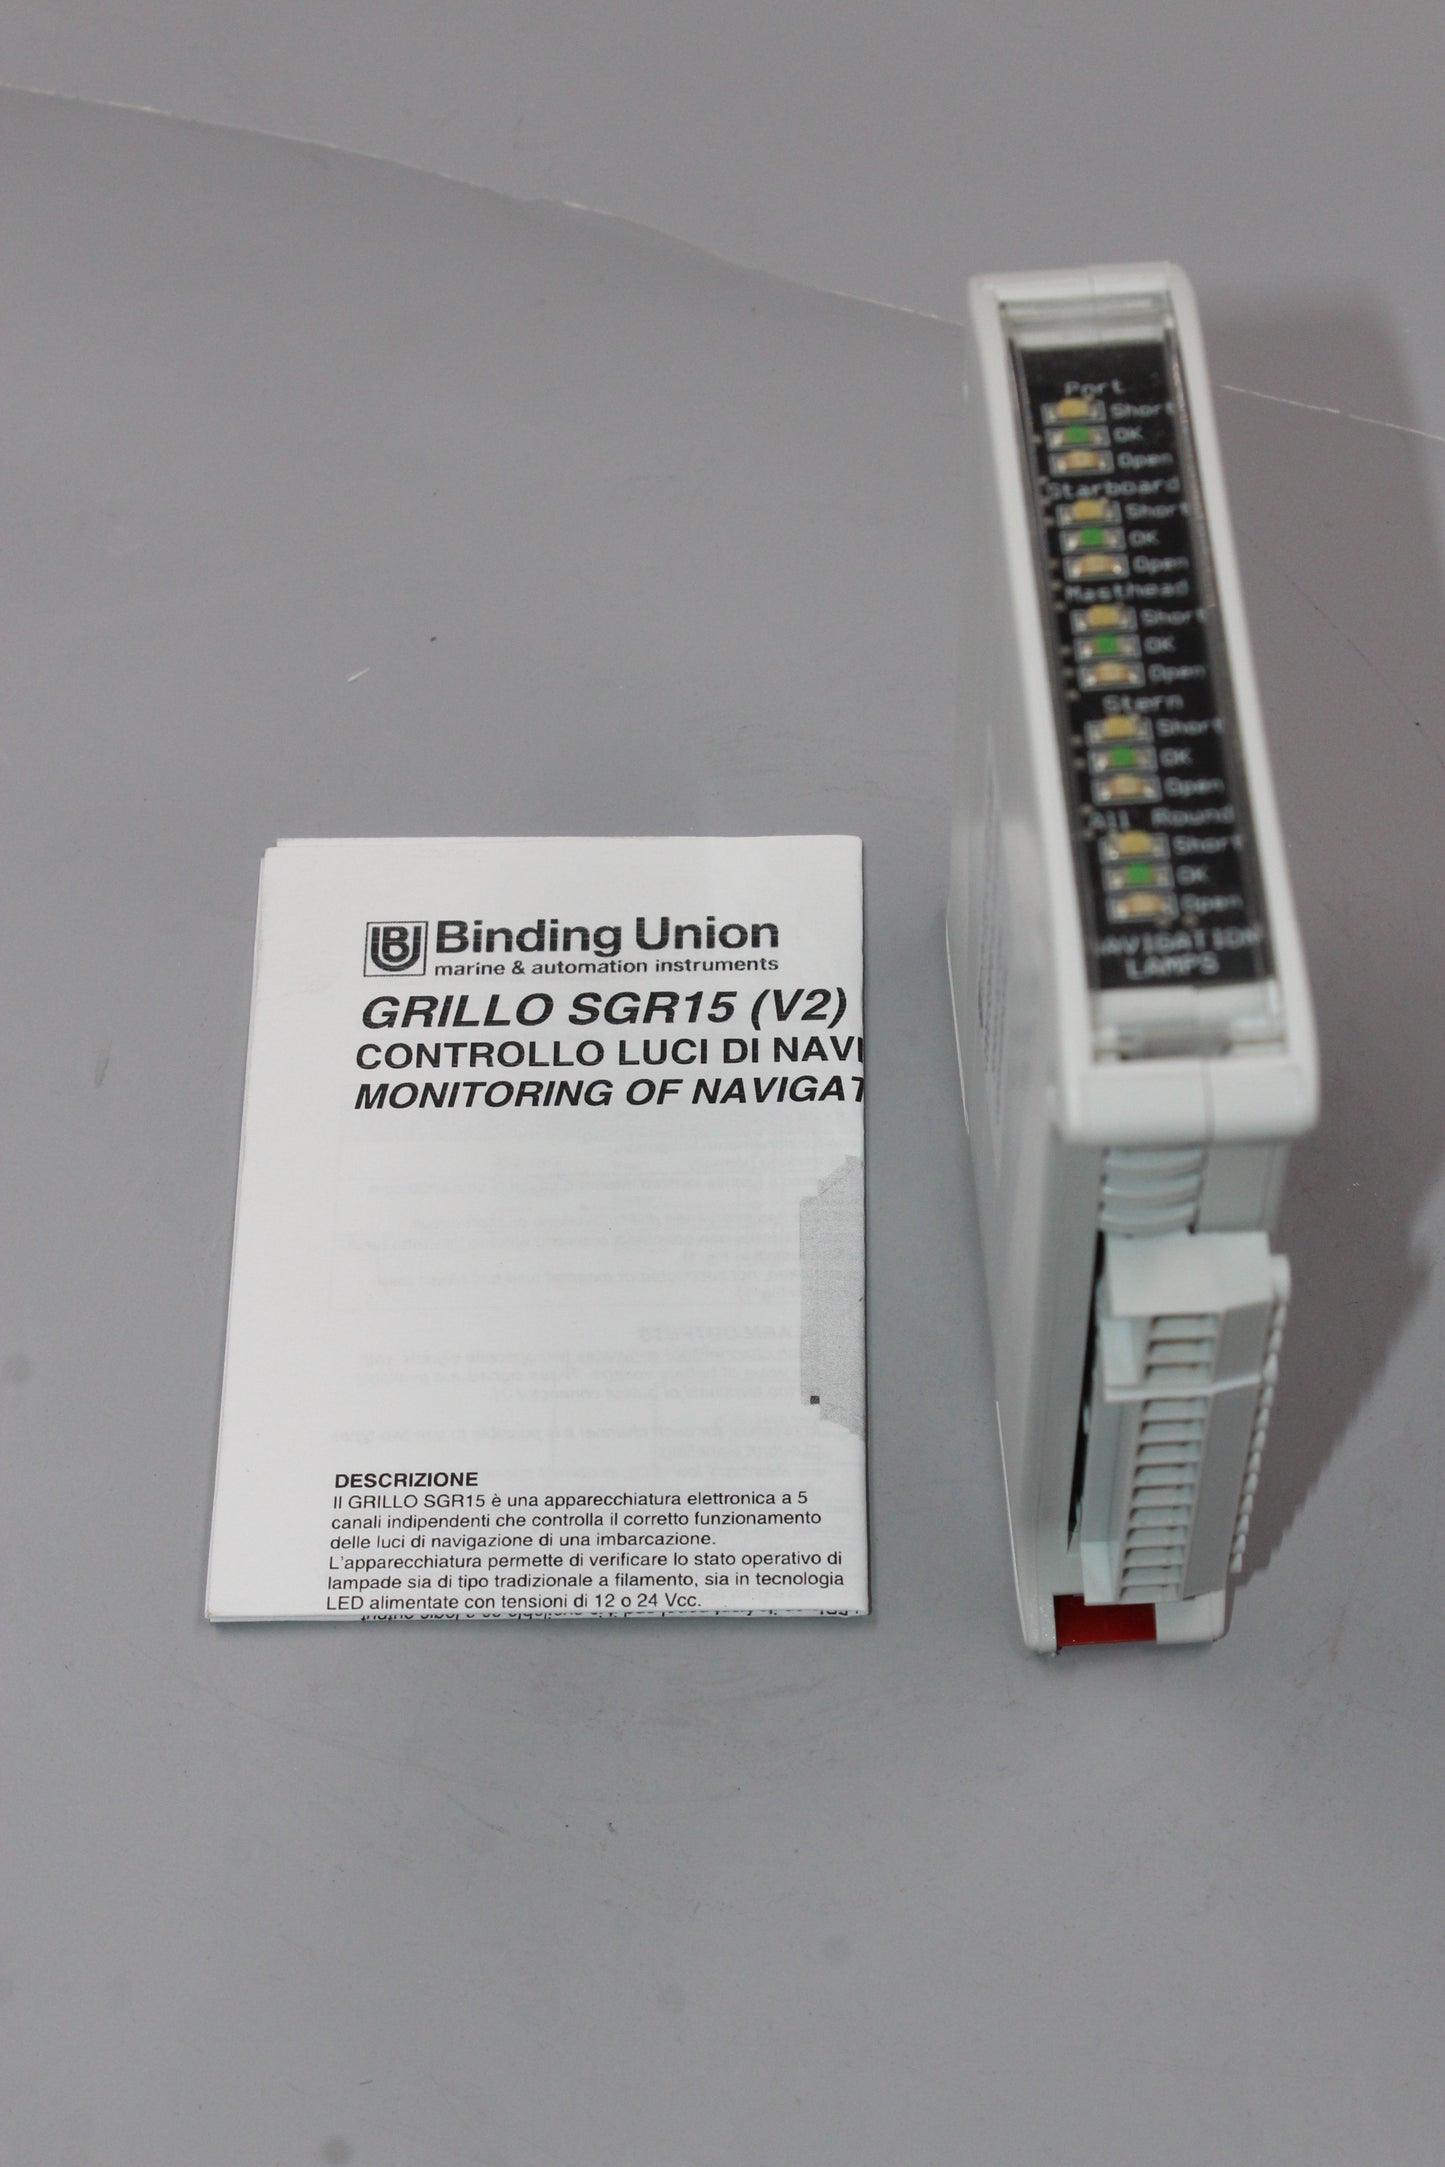 Binding Union
marine & automation instruments
GRILLO SGR15 (V2)
CONTROLLO LUCI DI NAVI
MONITORING OF NAVIGAT
DESCRIZIONE
Il GRILLO SGR15 è una apparecchiatura elettronica a 5
canali indipendenti che controlla il corretto funzionamento
delle luci di navigazione di una imbarcazione.
L'apparecchiatura permette di verificare lo stato operativo di
lampade sia di tipo tradizionale a filamento, sia in tecnologia
LED alimentate con tensioni di 12 o 24 Vcc.
Port
Short
OK
Open
Starboard
Short
OK
Open
Masthead
Short
OK
Open
Stern
Short
OK
Open
All Round
Short
OK
Open
NAVIGATION
LAMPS